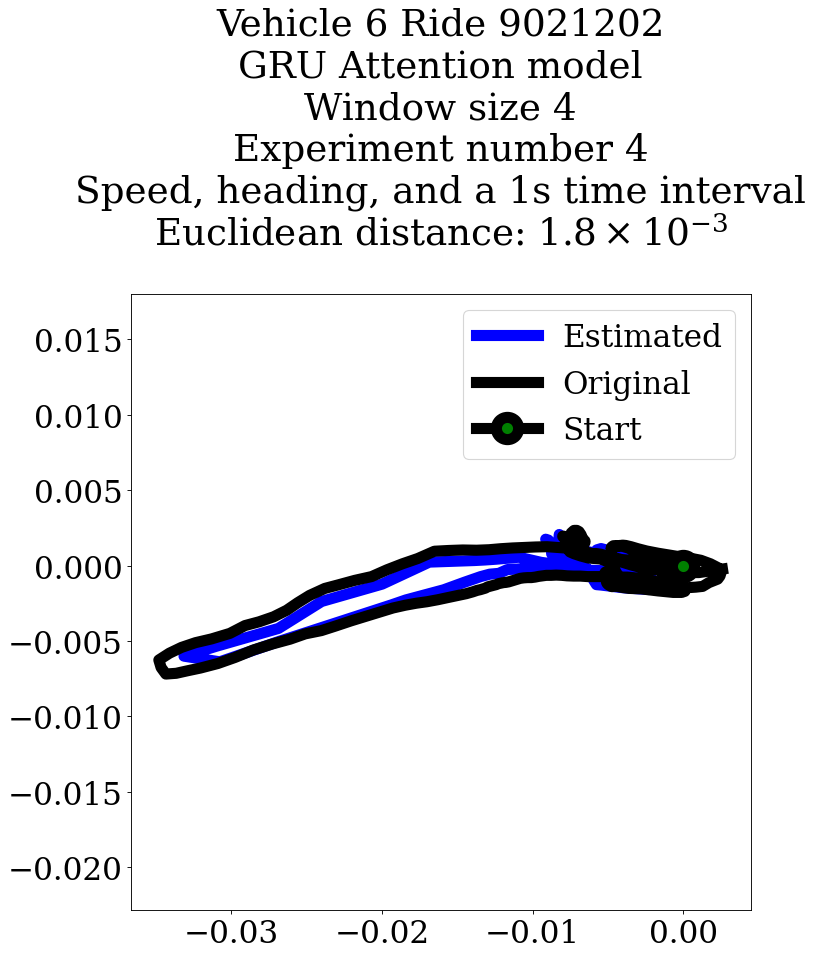 Vehicle 6 Ride 9021202
GRU Attention model
Window size 4
Experiment number 4
Speed, heading, and a 1s time interval
Euclidean distance: 1.8 × 10⁻³
Estimated
Original
Start
0.015
0.010
0.005
0.000
−0.005
−0.010
−0.015
−0.020
−0.03
−0.02
−0.01
0.00